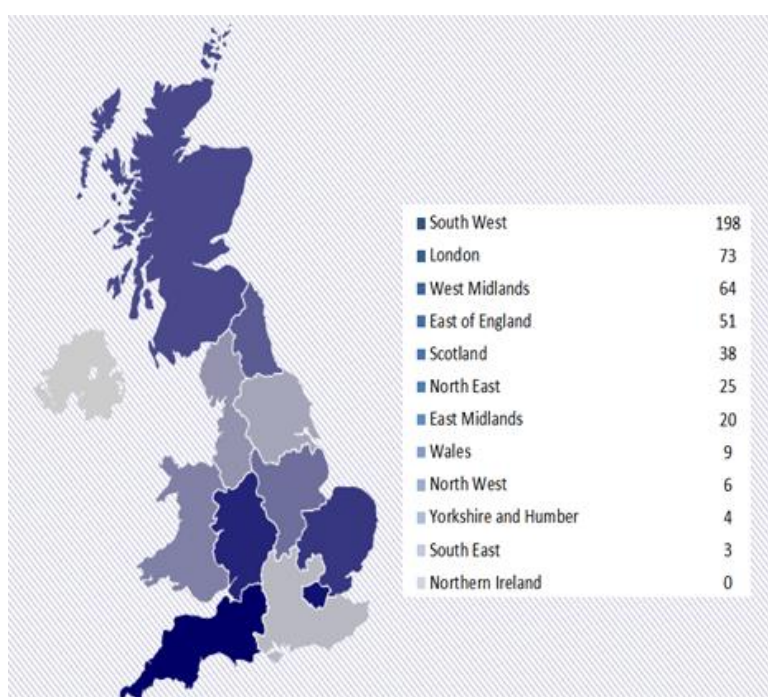 South West 198
London 73
West Midlands 64
East of England 51
Scotland 38
North East 25
East Midlands 20
Wales 9
North West 6
Yorkshire and Humber 4
South East 3
Northern Ireland 0